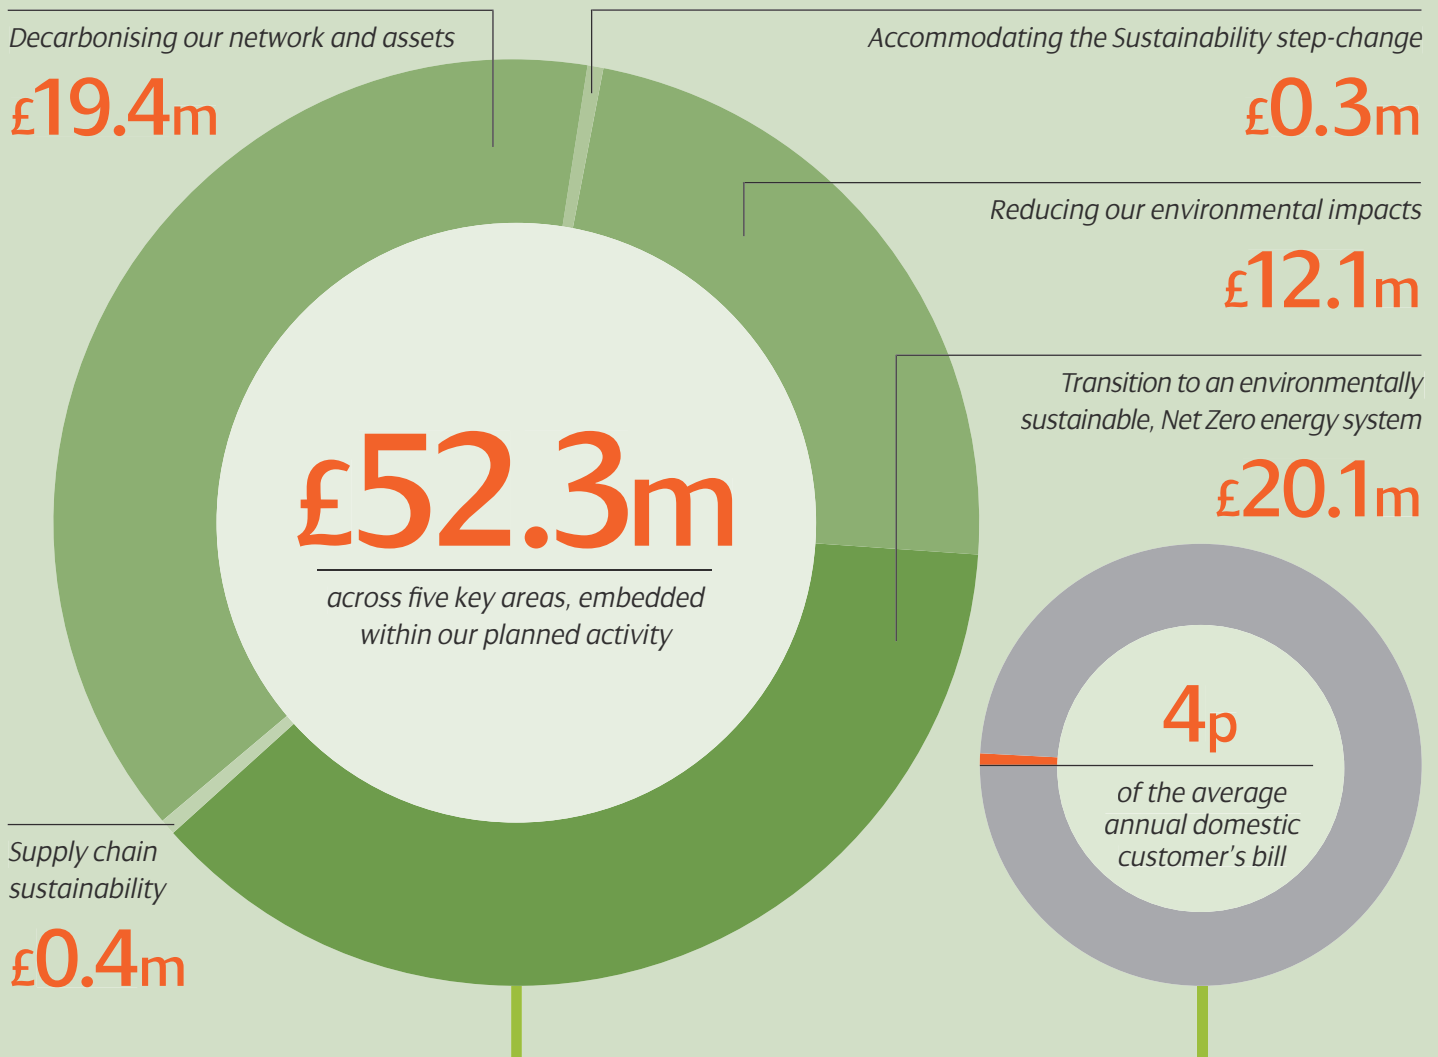 Decarbonising our network and assets
£19.4m
Accommodating the Sustainability step-change
£0.3m
Reducing our environmental impacts
£12.1m
Transition to an environmentally
sustainable, Net Zero energy system
£20.1m
£52.3m
across five key areas, embedded
within our planned activity
4p
of the average
annual domestic
customer's bill
Supply chain
sustainability
£0.4m